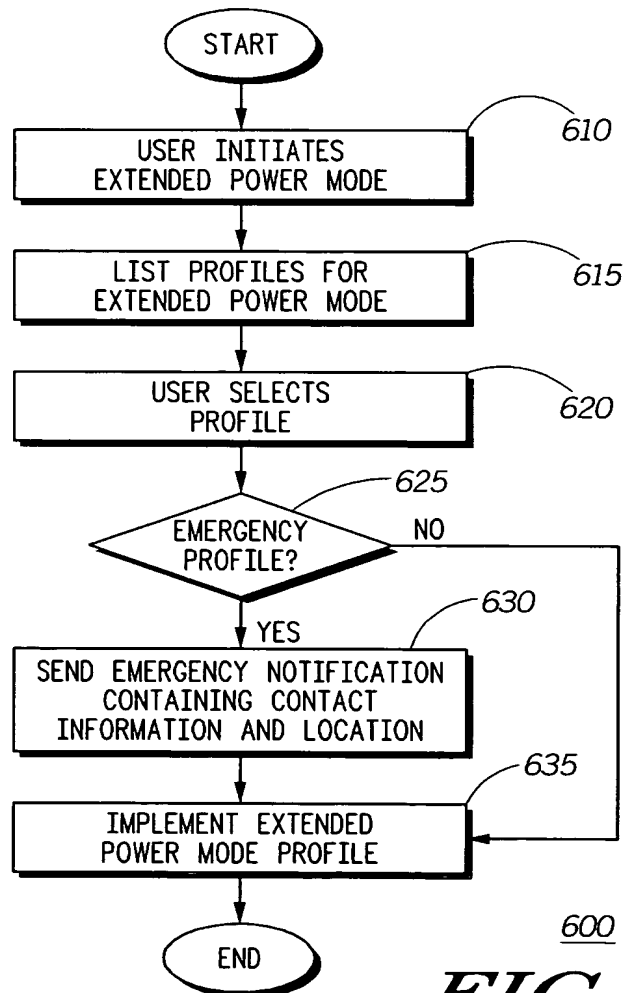 START
USER INITIATES
EXTENDED POWER MODE
610
LIST PROFILES FOR
EXTENDED POWER MODE
615
USER SELECTS
PROFILE
620
625
EMERGENCY
PROFILE?
NO
YES
630
SEND EMERGENCY NOTIFICATION
CONTAINING CONTACT
INFORMATION AND LOCATION
635
IMPLEMENT EXTENDED
POWER MODE PROFILE
END
600
FIG